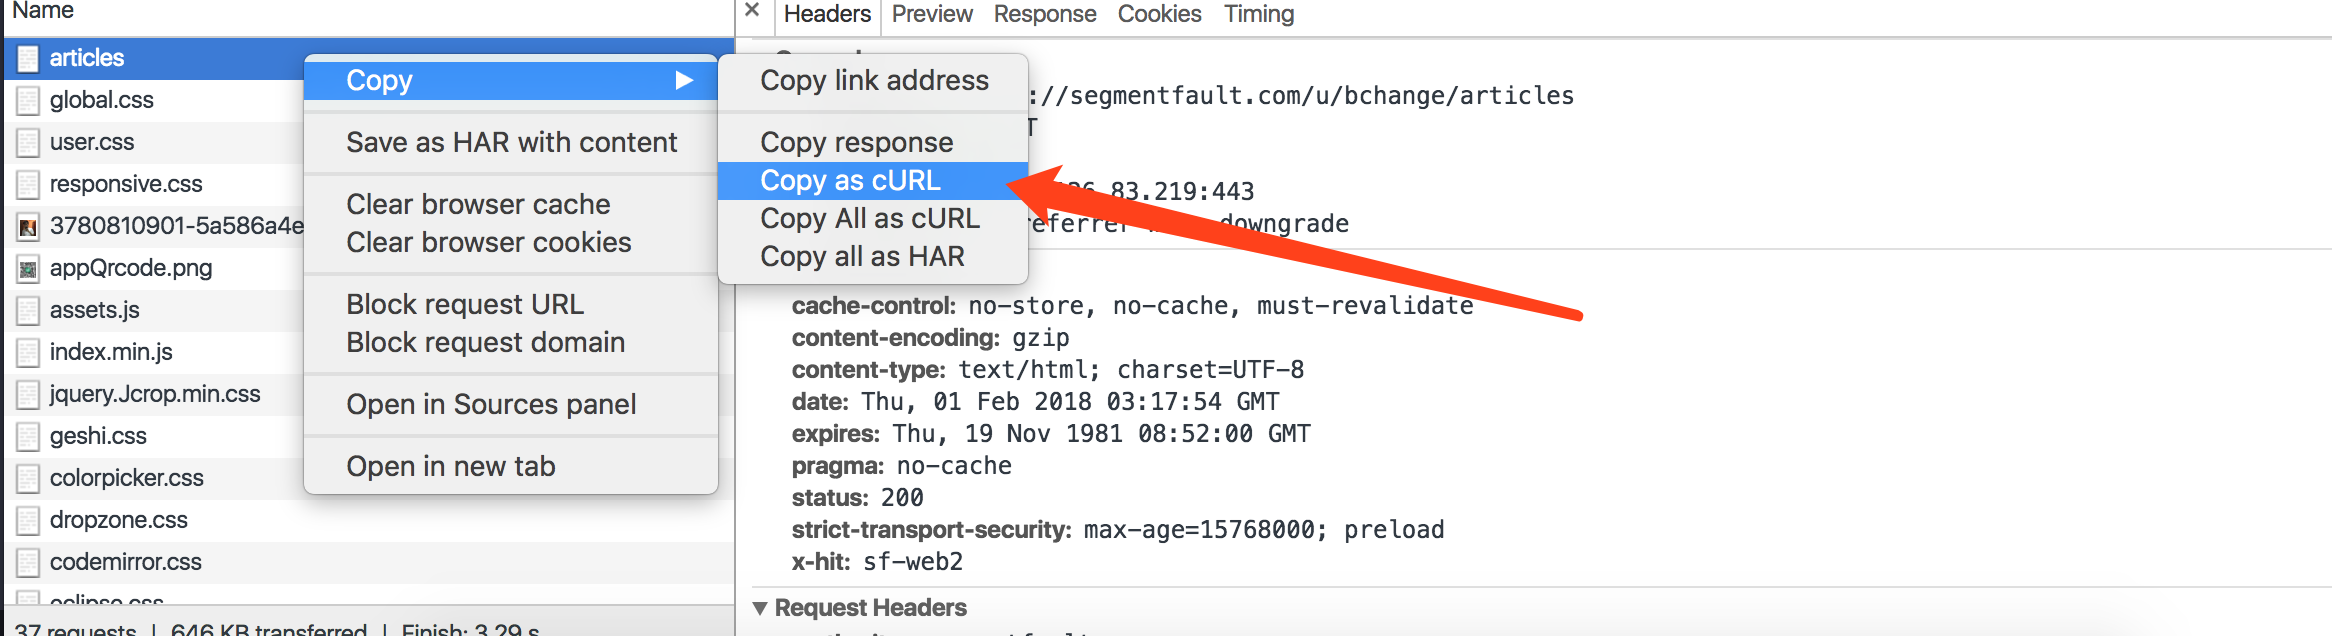 Name
articles
global.css
user.css
responsive.css
3780810901-5a586a4e
appQrcode.png
assets.js
index.min.js
jquery.Jcrop.min.css
geshi.css
colorpicker.css
dropzone.css
codemirror.css
eclipse.css
37 requests | 646 KB transferred | Finish: 3.29 s
Copy
Save as HAR with content
Clear browser cache
Clear browser cookies
Block request URL
Block request domain
Open in Sources panel
Open in new tab
Copy link address
Copy response
Copy as cURL
Copy All as cURL
Copy all as HAR
× Headers Preview Response Cookies Timing
://segmentfault.com/u/bchange/articles
T
83.219:443
downgrade
cache-control: no-store, no-cache, must-revalidate
content-encoding: gzip
content-type: text/html; charset=UTF-8
date: Thu, 01 Feb 2018 03:17:54 GMT
expires: Thu, 19 Nov 1981 08:52:00 GMT
pragma: no-cache
status: 200
strict-transport-security: max-age=15768000; preload
x-hit: sf-web2
Request Headers